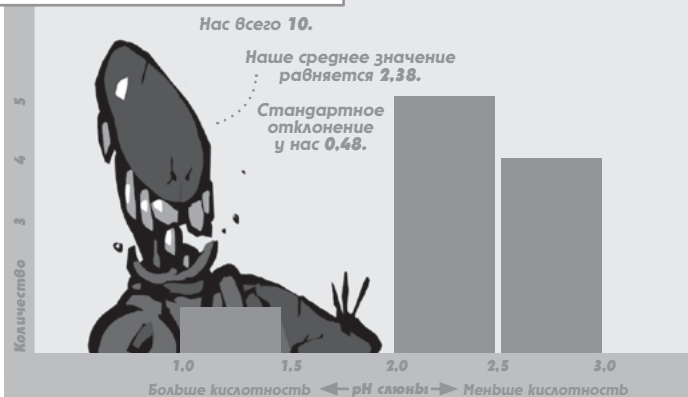 Нас всего 10.
Наше среднее значение
равняется 2,38.
Стандартное
отклонение
у нас 0,48.
5
4
3
Количество
1,0 1,5 2,0 2,5 3,0
Больше кислотность pH слюны Меньше кислотность